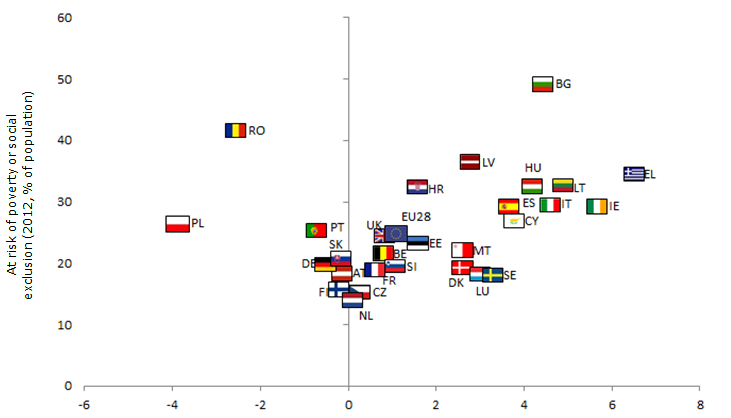 60
50
40
30
20
10
0
At risk of poverty or social
exclusion (2012, % of population)
BG
RO
LV
EL
HU
LT
HR
ES
IT
IE
PL
PT
CY
UK
EU28
EE
SK
BE
MT
DE
AT
FR
SI
DK
LU
SE
FI
CZ
NL
-6
-4
-2
0
2
4
6
8